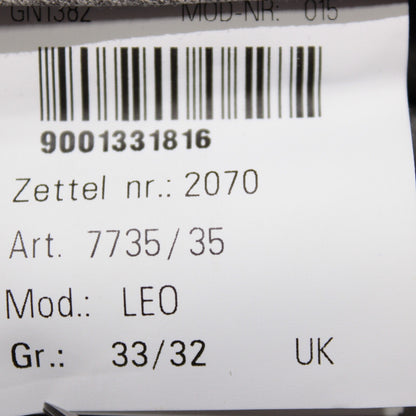 GN1382 MOD-NR: 015
9001331816
Zettel nr.: 2070
Art. 7735/35
Mod.: LEO
Gr.: 33/32 UK